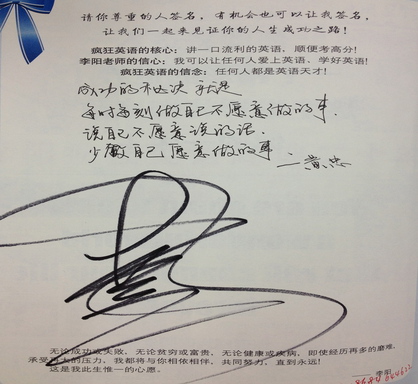 请你尊重的人签名，有机会也可以让我签名，
让我们一起来见证你的人生成功之路！
疯狂英语的核心：讲一口流利的英语，顺便考高分！
李阳老师的信心：我可以让任何人爱上英语，学好英语！
疯狂英语的信念：任何人都是英语天才！
成功的秘决就是
每时每刻做自己不愿意做的事.
说自己不愿意说的话.
少做自己愿意做的事
无论成功或失败，无论贫穷或富贵，无论健康或疾病，即使经历再多的磨难，
承受再大的压力，我都将与你相依相伴，共同努力，直到永远！
这是我此生惟一的心愿。
李阳